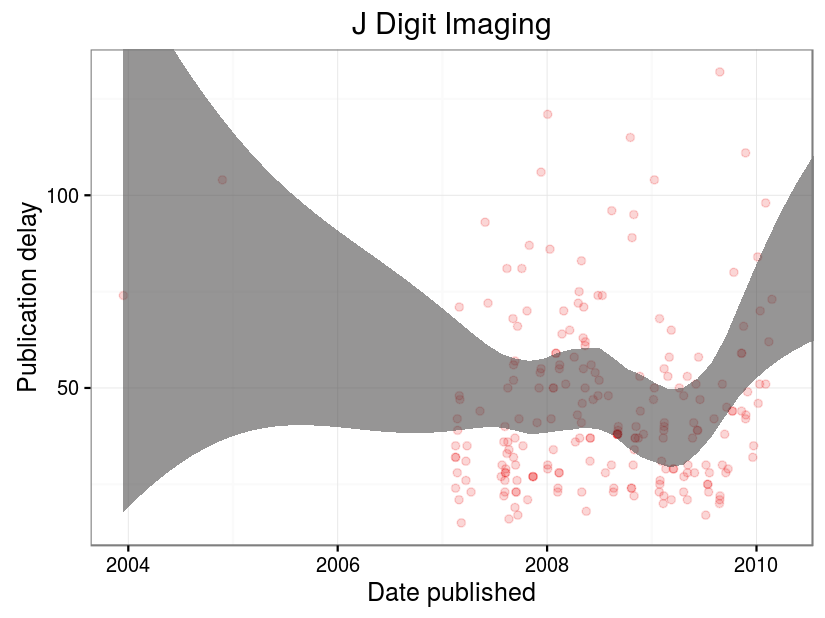 J Digit Imaging
Publication delay
100
50
2004 2006 2008 2010
Date published